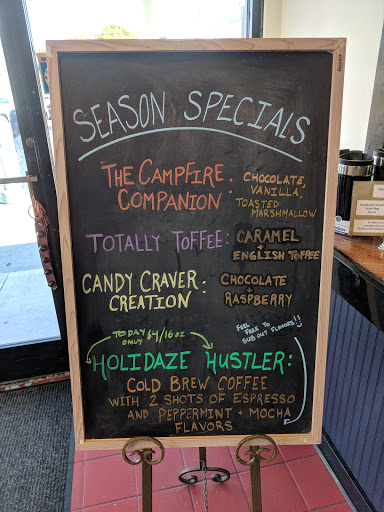 SEASON SPECIALS
THE CAMPFIRE COMPANION : CHOCOLATE, VANILLA, TOASTED MARSHMALLOW
TOTALLY TOFFEE: CARAMEL + ENGLISH TOFFEE
CANDY CRAVER CREATION : CHOCOLATE + RASPBERRY
TODAY ONLY $4/16oz
FEEL FREE TO SUB OUT FLAVORS!!
HOLIDAZE HUSTLER:
COLD BREW COFFEE
WITH 2 SHOTS OF ESPRESSO
AND PEPPERMINT + MOCHA
FLAVORS